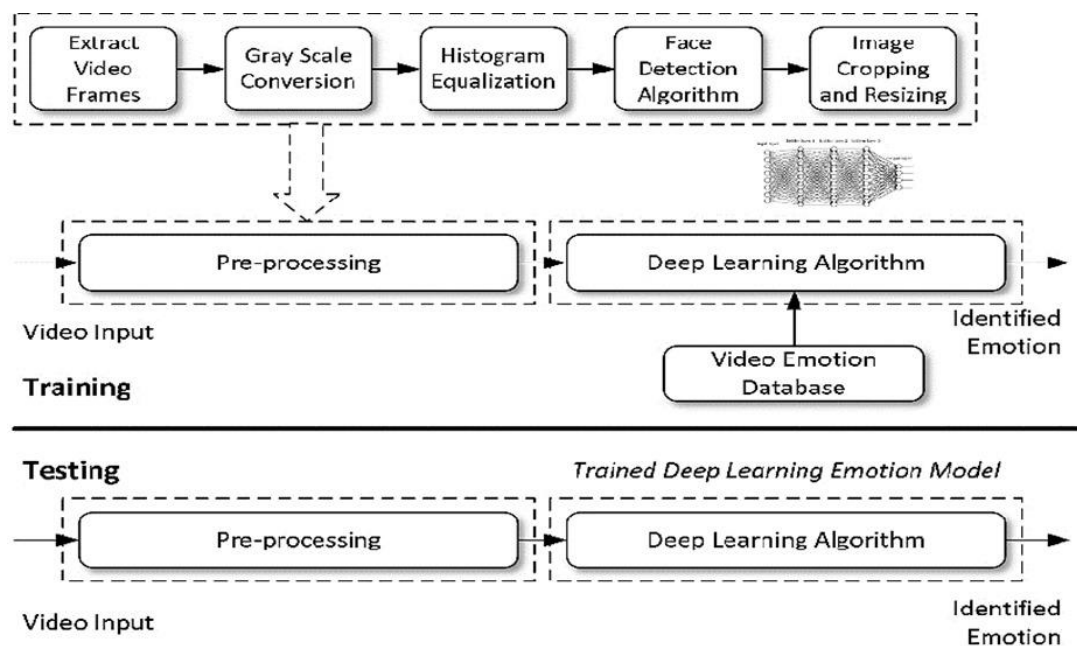 Extract
Video
Frames
Gray Scale
Conversion
Histogram
Equalization
Face
Detection
Algorithm
Image
Cropping
and Resizing
Pre-processing
Deep Learning Algorithm
Video Input
Identified
Emotion
Video Emotion
Database
Training
Testing
Trained Deep Learning Emotion Model
Pre-processing
Deep Learning Algorithm
Video Input
Identified
Emotion